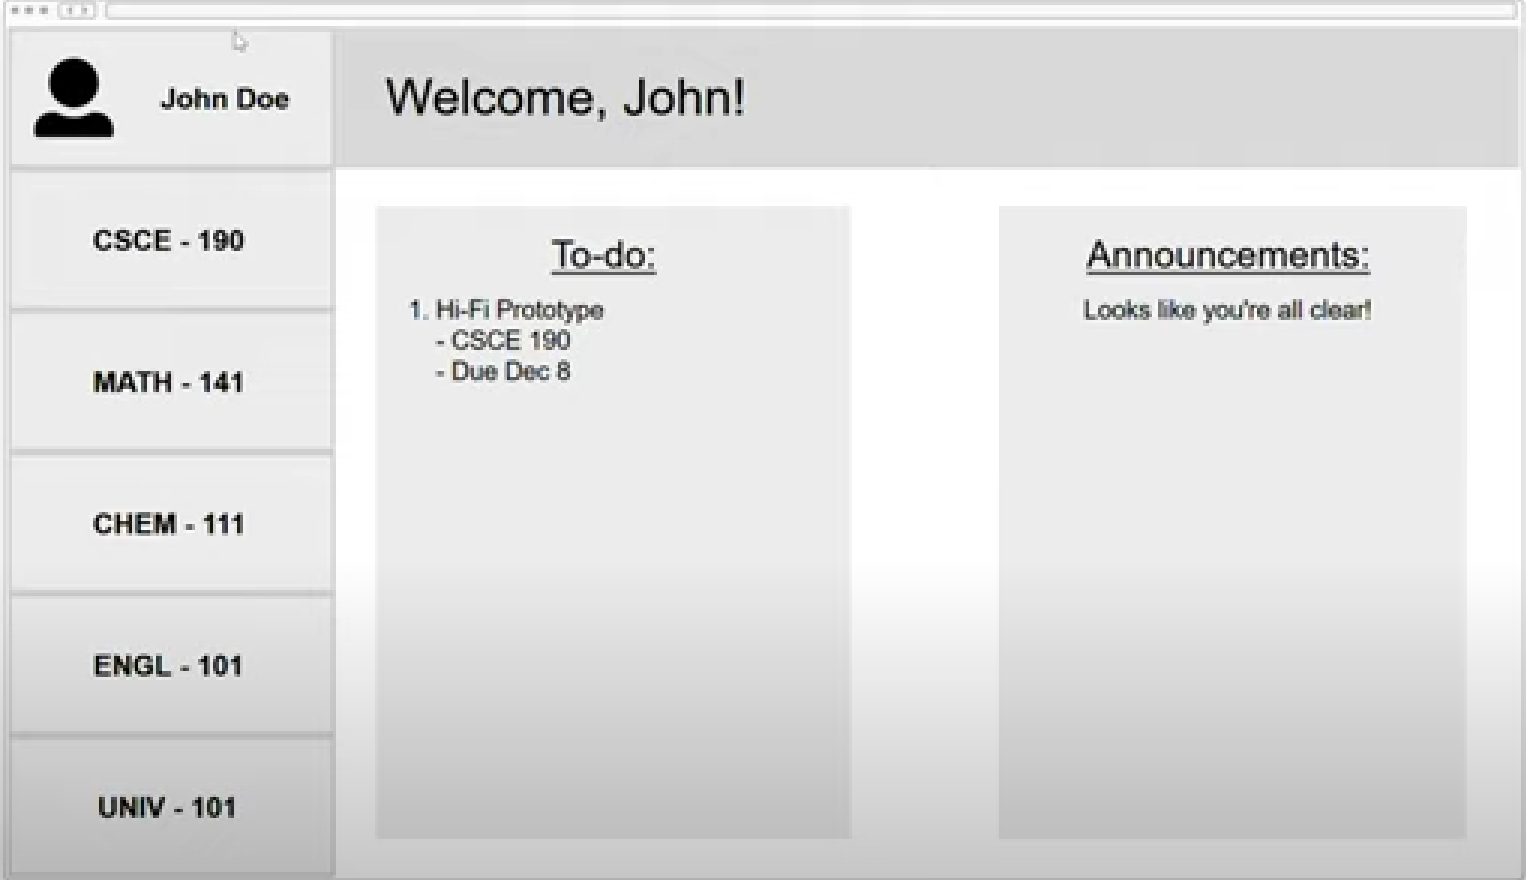 John Doe
Welcome, John!
CSCE - 190
MATH - 141
CHEM - 111
ENGL - 101
UNIV - 101
To-do:
1. Hi-Fi Prototype
- CSCE 190
- Due Dec 8
Announcements:
Looks like you're all clear!